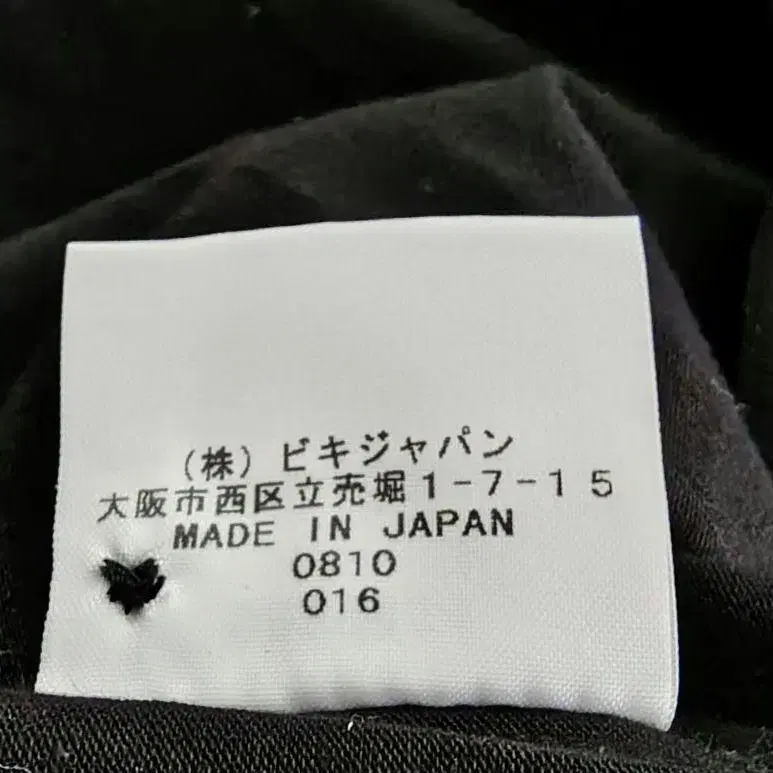 (株)ビキジャパン
大阪市西区立売堀1-7-15
MADE IN JAPAN
0810
016